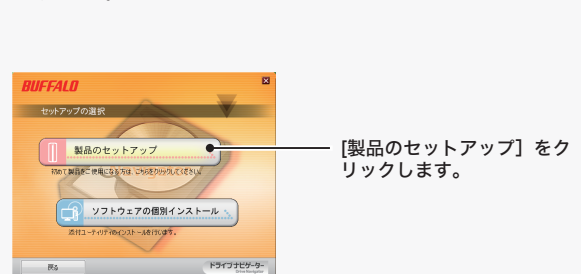 BUFFALO
セットアップの選択
製品のセットアップ
初めて製品をご使用になる方は、こちらをクリックしてください。
ソフトウェアの個別インストール
添付ユーティリティのインストールを行います。
戻る
ドライブナビゲーター
Drive Navigator
[製品のセットアップ］をク
リックします。